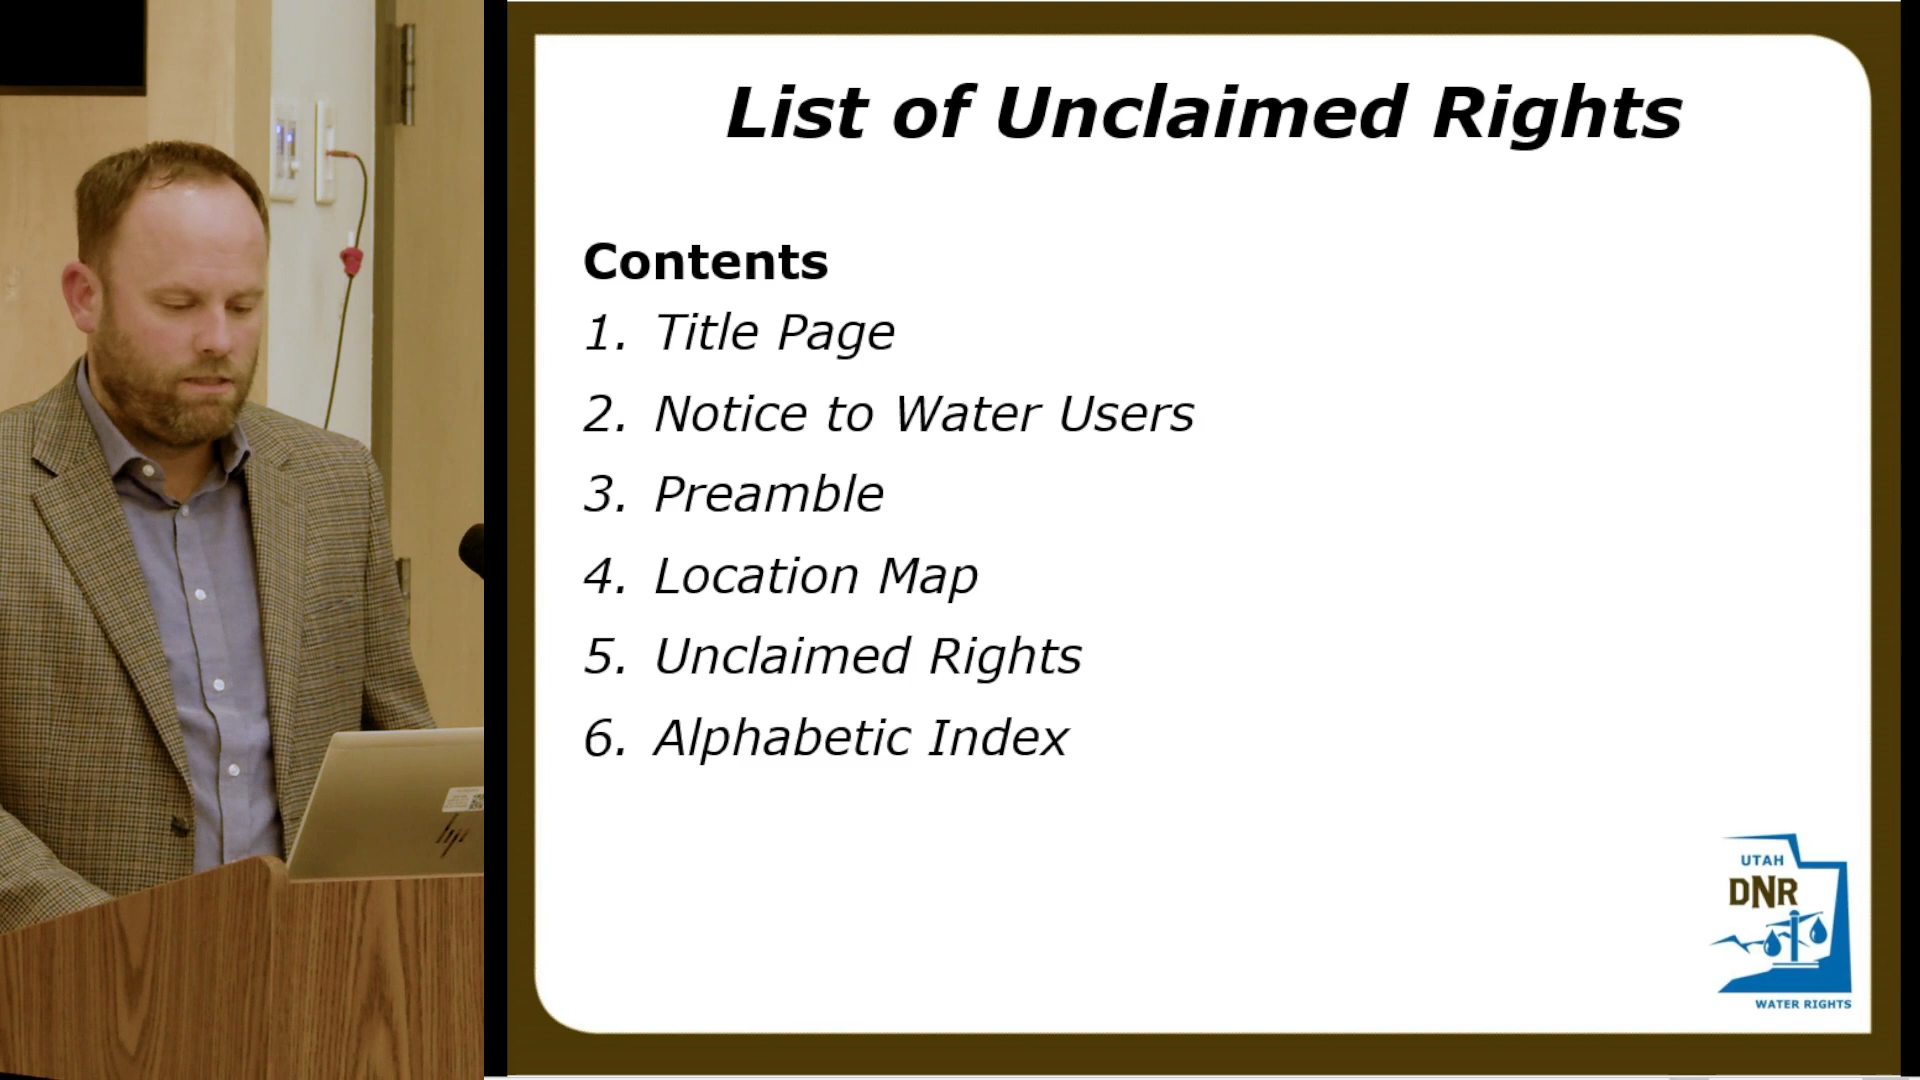 List of Unclaimed Rights
Contents
1. Title Page
2. Notice to Water Users
3. Preamble
4. Location Map
5. Unclaimed Rights
6. Alphabetic Index
UTAH
DNR
WATER RIGHTS
hp